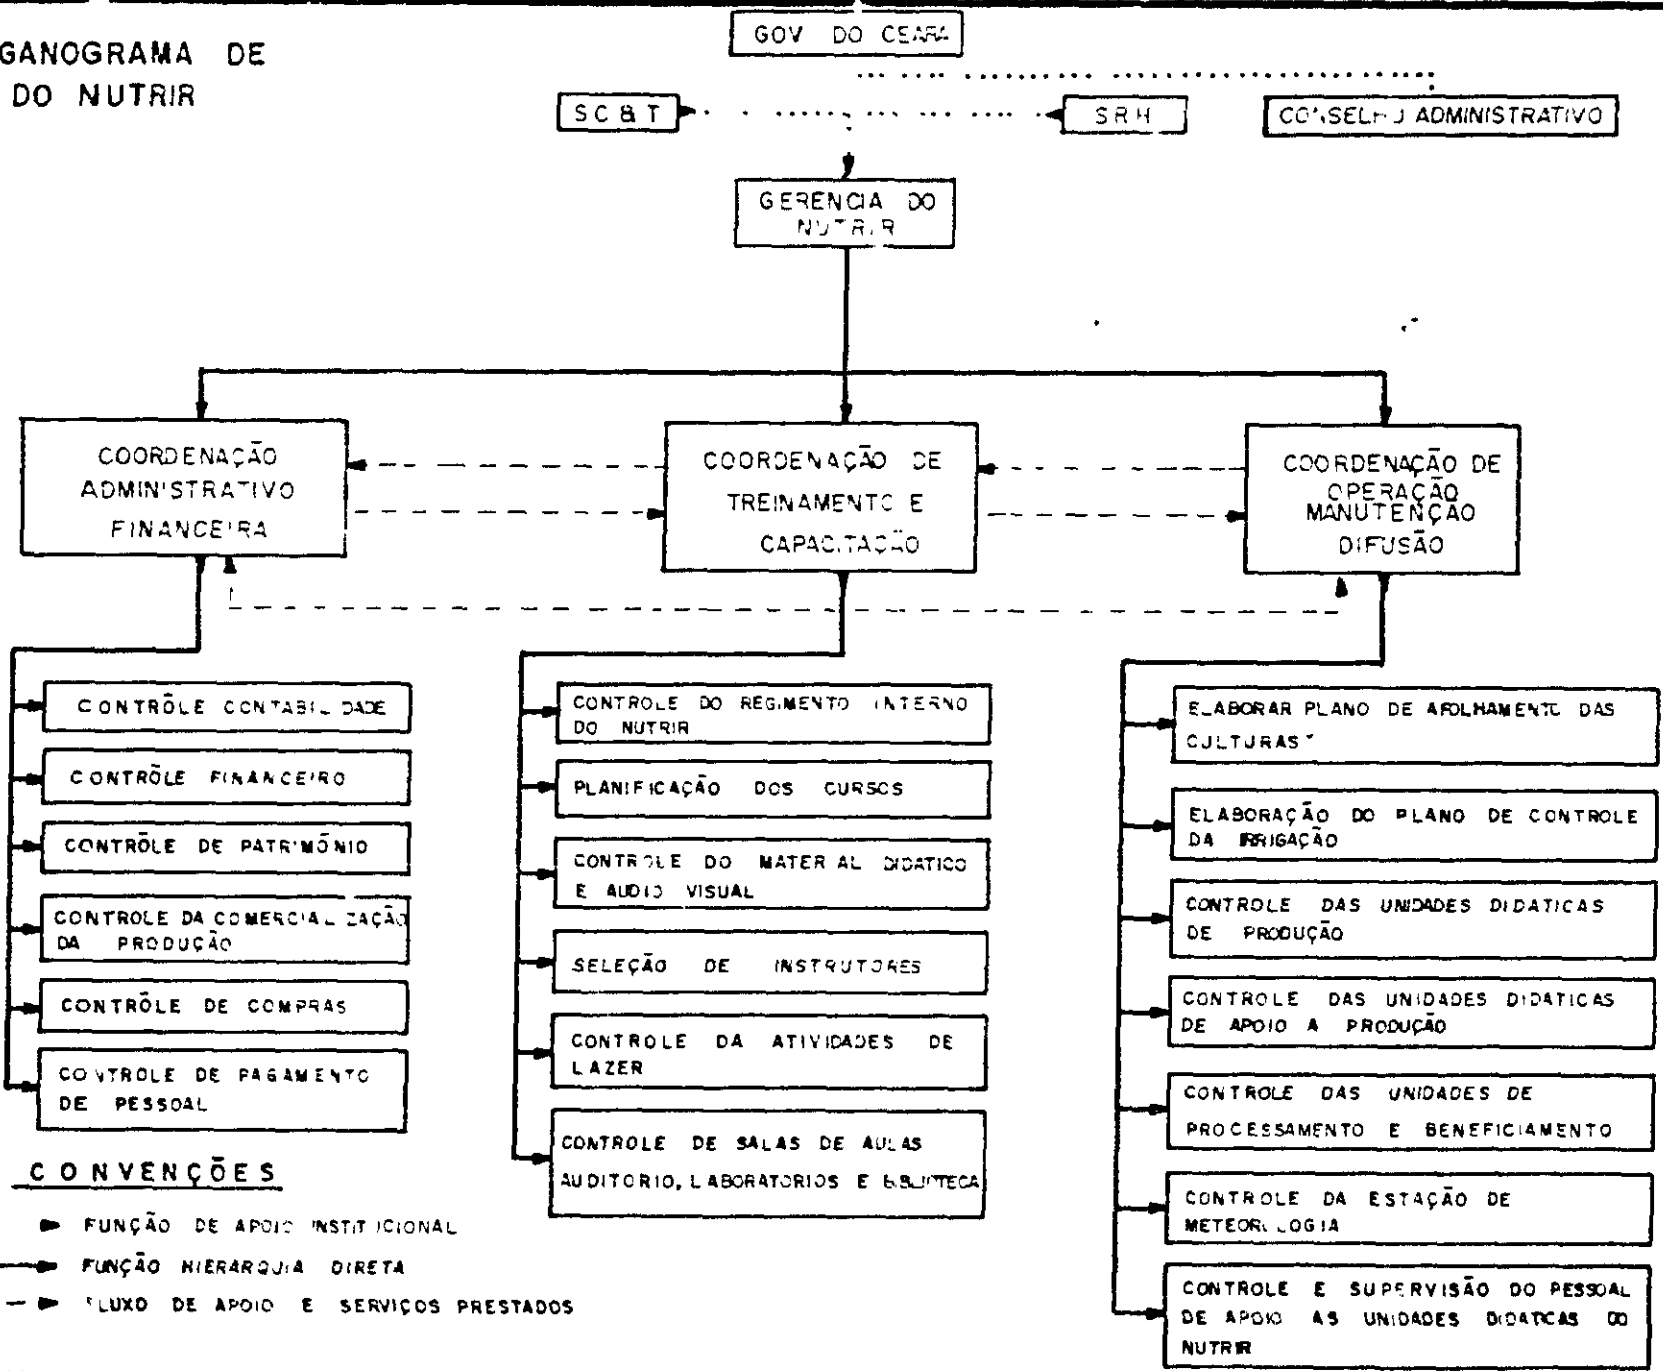 GANOGRAMA DE
DO NUTRIR
GOV DO CEARA
SC & T
SRH
CONSELHO ADMINISTRATIVO
GERENCIA DO
NUTRIR
COORDENAÇÃO
ADMINISTRATIVO
FINANCEIRA
COORDENAÇÃO DE
TREINAMENTO E
CAPACITAÇÃO
COORDENAÇÃO DE
OPERAÇÃO
MANUTENÇÃO
DIFUSÃO
CONTRÔLE CONTABILIDADE
CONTRÔLE FINANCEIRO
CONTRÔLE DE PATRIMÔNIO
CONTROLE DA COMERCIALIZAÇÃO
DA PRODUÇÃO
CONTRÔLE DE COMPRAS
CONTROLE DE PAGAMENTO
DE PESSOAL
CONTROLE DO REGIMENTO INTERNO
DO NUTRIR
PLANIFICAÇÃO DOS CURSOS
CONTROLE DO MATERIAL DIDATICO
E AUDIO VISUAL
SELEÇÃO DE INSTRUTORES
CONTROLE DA ATIVIDADES DE
LAZER
CONTROLE DE SALAS DE AULAS
AUDITORIO, LABORATORIOS E BIBLIOTECA
ELABORAR PLANO DE AFOLHAMENTO DAS
CULTURAS
ELABORAÇÃO DO PLANO DE CONTROLE
DA IRRIGAÇÃO
CONTROLE DAS UNIDADES DIDATICAS
DE PRODUÇÃO
CONTROLE DAS UNIDADES DIDATICAS
DE APOIO A PRODUÇÃO
CONTROLE DAS UNIDADES DE
PROCESSAMENTO E BENEFICIAMENTO
CONTROLE DA ESTAÇÃO DE
METEOROLOGIA
CONTROLE E SUPERVISÃO DO PESSOAL
DE APOIO AS UNIDADES DIDATICAS DO
NUTRIR
CONVENÇÕES
FUNÇÃO DE APOIO INSTITUCIONAL
FUNÇÃO HIERARQUIA DIRETA
FLUXO DE APOIO E SERVIÇOS PRESTADOS